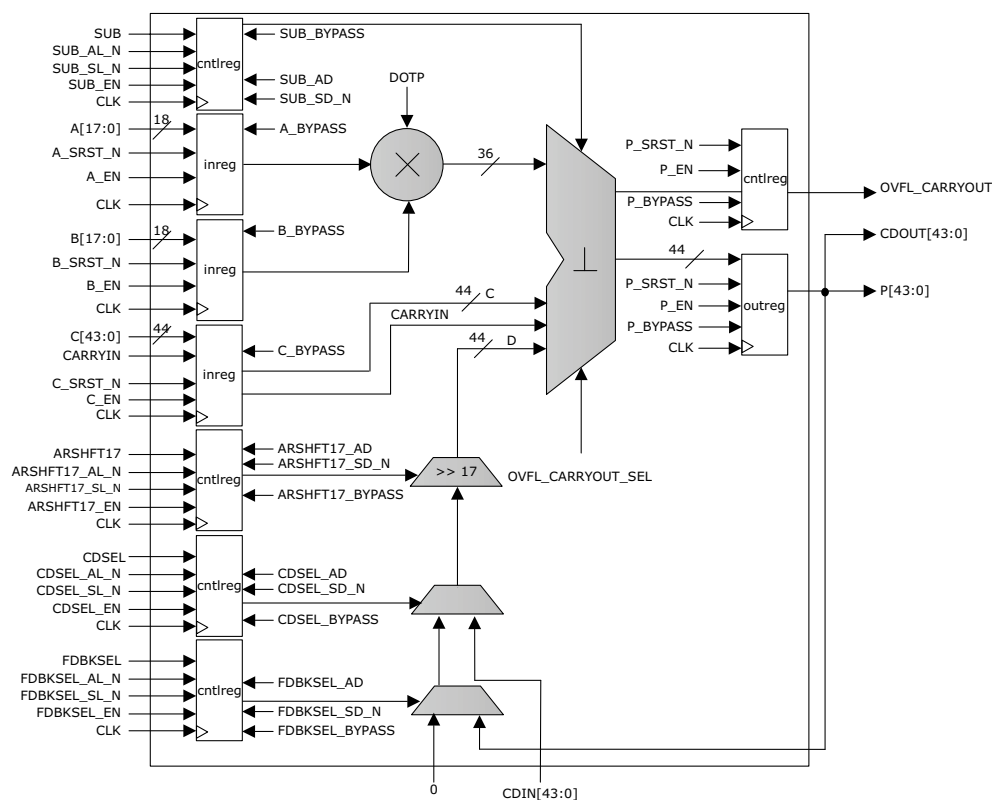 SUB
SUB_AL_N
SUB_SL_N
SUB_EN
CLK
cntlreg
SUB_BYPASS
SUB_AD
SUB_SD_N
DOTP
A[17:0]
18
A_SRST_N
A_EN
CLK
inreg
A_BYPASS
36
B[17:0]
18
B_SRST_N
B_EN
CLK
inreg
B_BYPASS
C[43:0]
44
CARRYIN
C_SRST_N
C_EN
CLK
inreg
C_BYPASS
44 C
CARRYIN
44 D
P_SRST_N
P_EN
P_BYPASS
CLK
cntlreg
OVFL_CARRYOUT
CDOUT[43:0]
44
P_SRST_N
P_EN
P_BYPASS
CLK
outreg
P[43:0]
ARSHFT17
ARSHFT17_AL_N
ARSHFT17_SL_N
ARSHFT17_EN
CLK
cntlreg
ARSHFT17_AD
ARSHFT17_SD_N
ARSHFT17_BYPASS
>> 17
OVFL_CARRYOUT_SEL
CDSEL
CDSEL_AL_N
CDSEL_SL_N
CDSEL_EN
CLK
cntlreg
CDSEL_AD
CDSEL_SD_N
CDSEL_BYPASS
FDBKSEL
FDBKSEL_AL_N
FDBKSEL_SL_N
FDBKSEL_EN
CLK
cntlreg
FDBKSEL_AD
FDBKSEL_SD_N
FDBKSEL_BYPASS
0
CDIN[43:0]